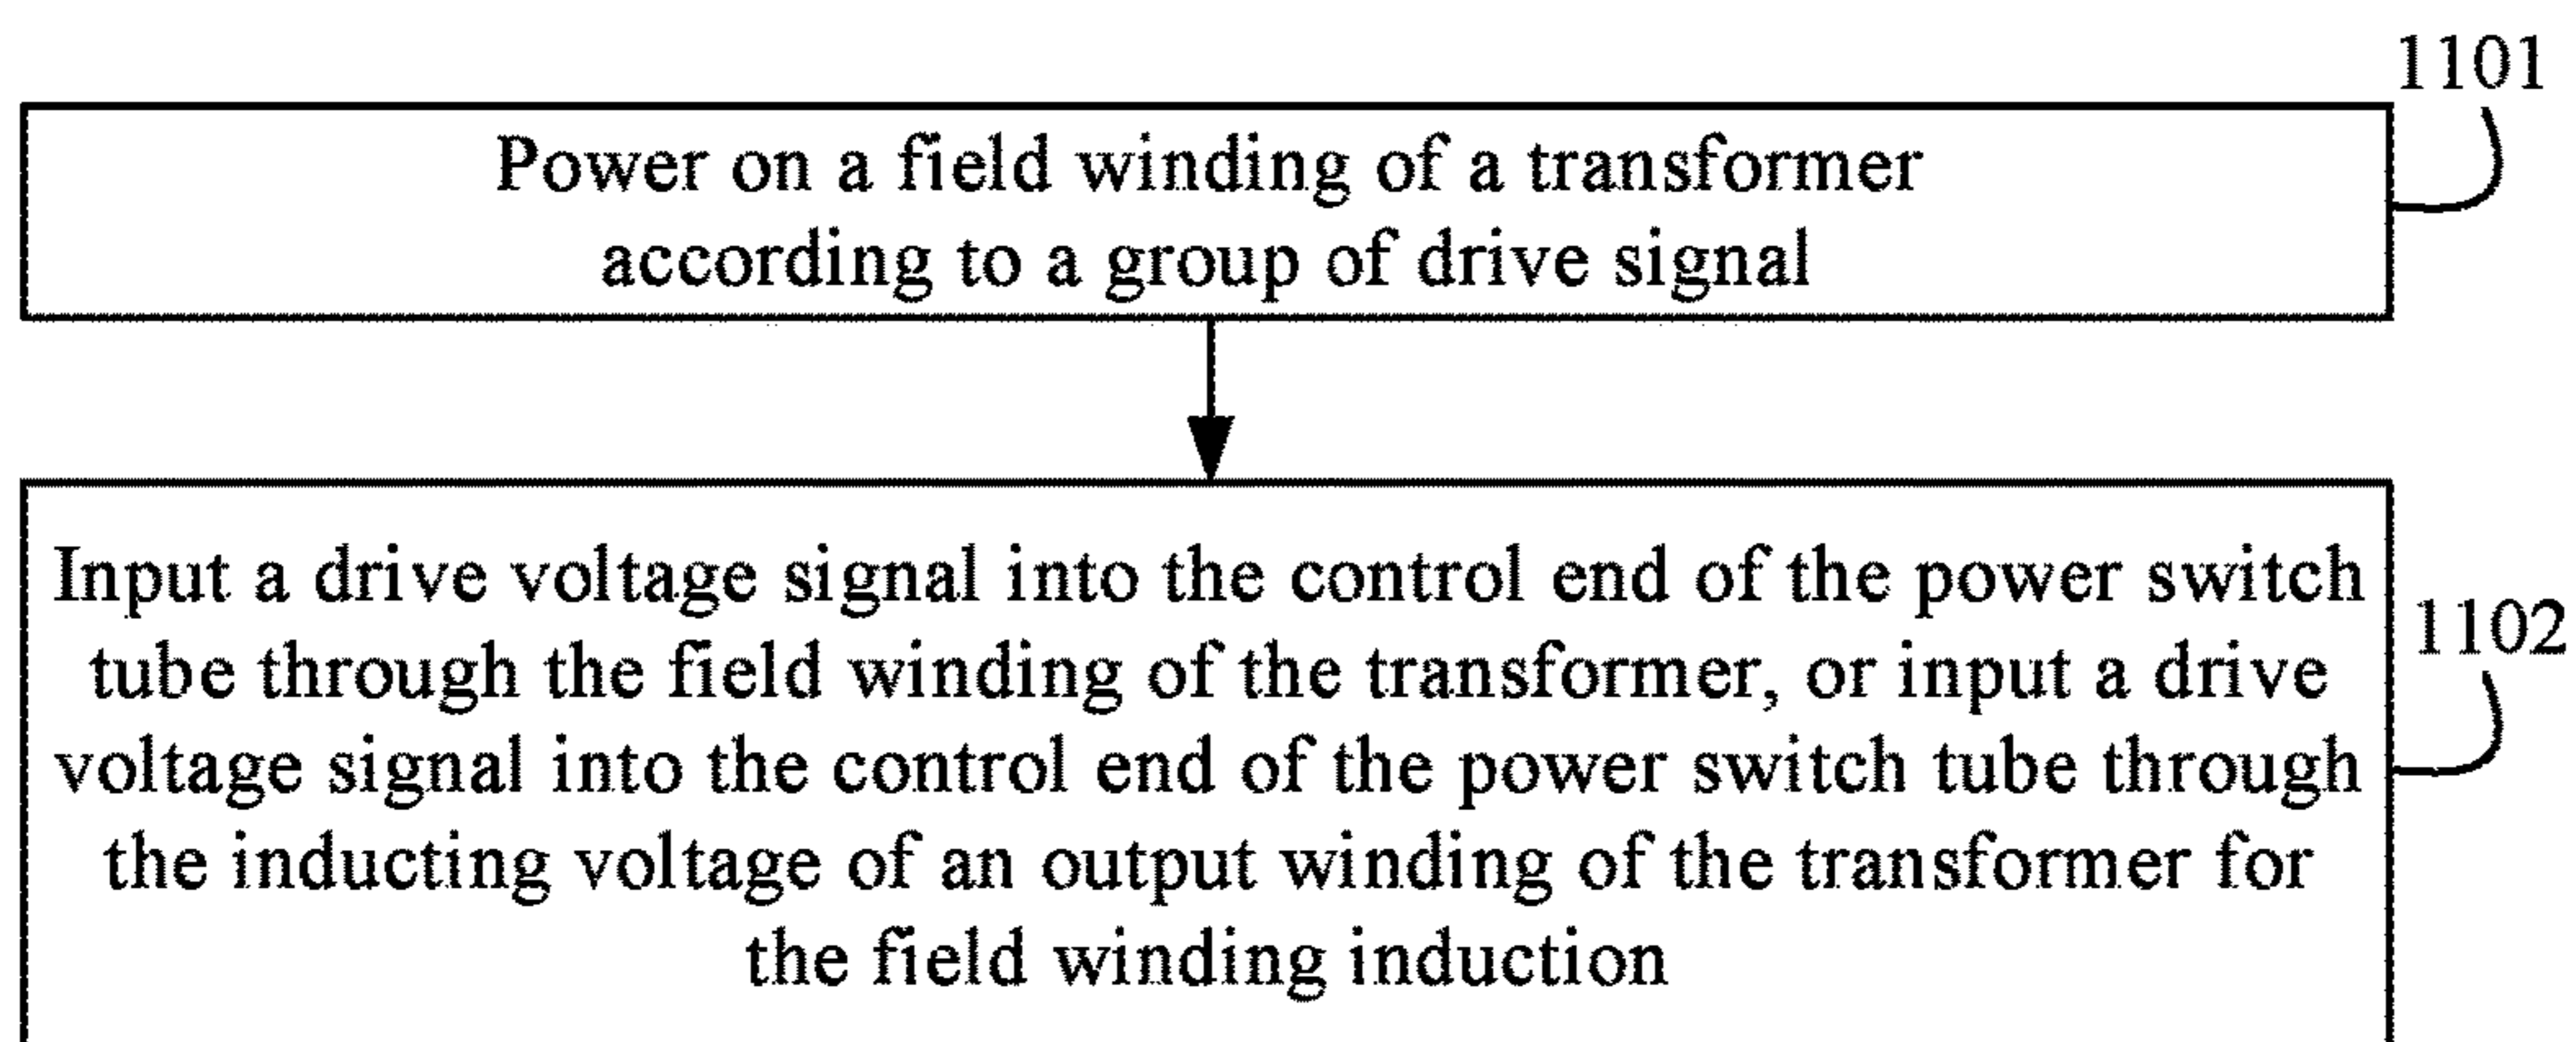 1101
Power on a field winding of a transformer
according to a group of drive signal
Input a drive voltage signal into the control end of the power switch
tube through the field winding of the transformer, or input a drive
1102
voltage signal into the control end of the power switch tube through
the inducting voltage of an output winding of the transformer for
the field winding induction